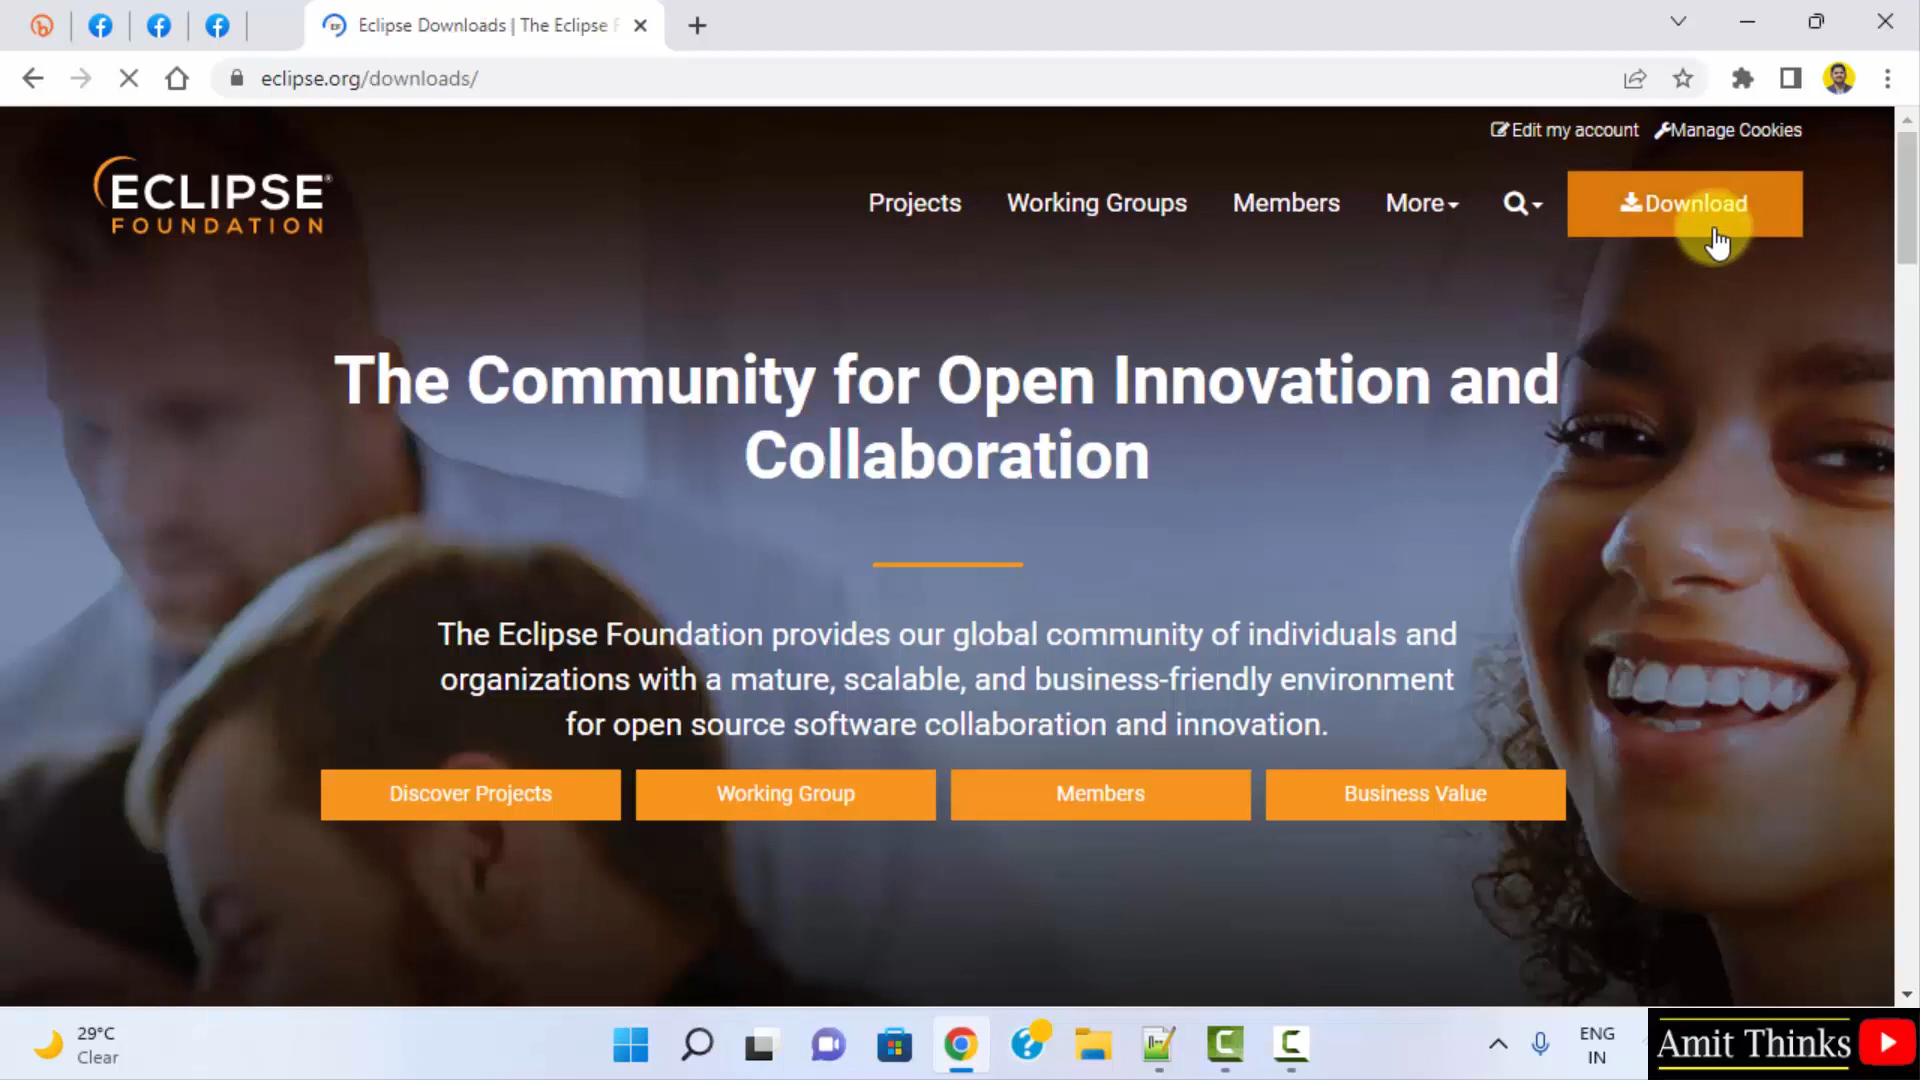 Eclipse Downloads | The Eclipse F
eclipse.org/downloads/
Edit my account Manage Cookies
ECLIPSE®
FOUNDATION
Projects Working Groups Members More Download
The Community for Open Innovation and
Collaboration
The Eclipse Foundation provides our global community of individuals and
organizations with a mature, scalable, and business-friendly environment
for open source software collaboration and innovation.
Discover Projects Working Group Members Business Value
29°C
Clear
ENG
IN
Amit Thinks